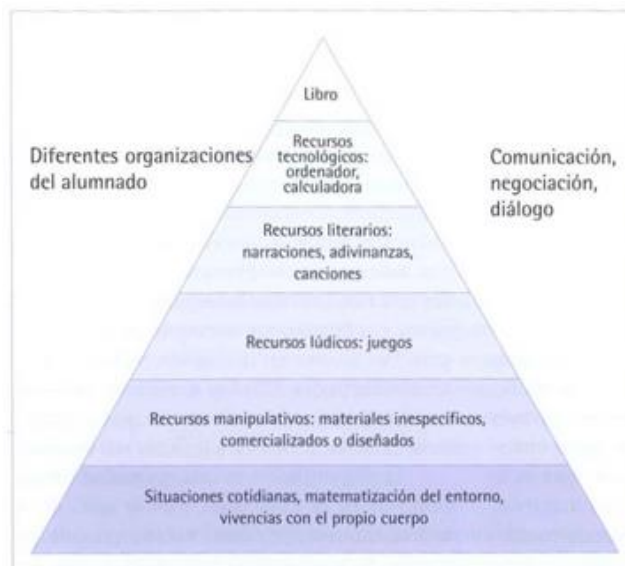 Libro
Diferentes organizaciones
del alumnado
Recursos
tecnológicos:
ordenador,
calculadora
Comunicación,
negociación,
diálogo
Recursos literarios:
narraciones, adivinanzas,
canciones
Recursos lúdicos: juegos
Recursos manipulativos: materiales inespecíficos,
comercializados o diseñados
Situaciones cotidianas, matematización del entorno,
vivencias con el propio cuerpo